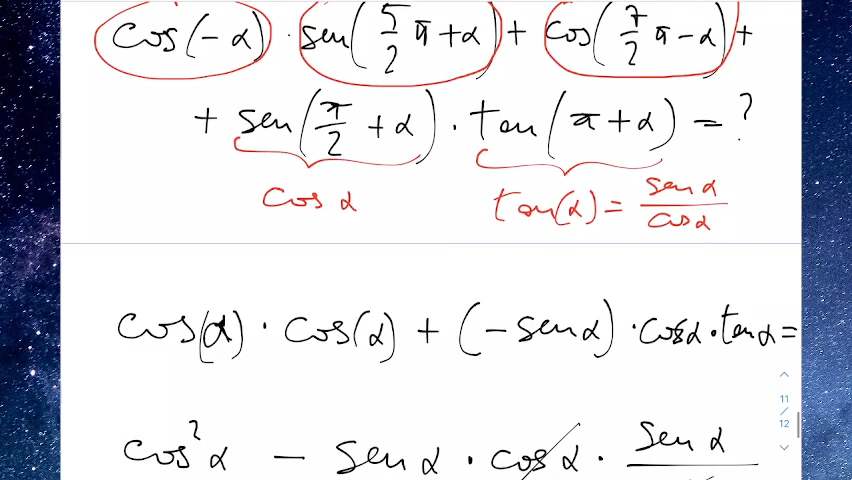 cos(-α) · sen(5/2 π + α) + cos(7/2 π - α) +
+ sen(π/2 + α) · tan(π + α) = ?
cos α
tan(α) = sen α / cos α
cos(α) · cos(α) + (- sen α) · cos α · tan α =
11
/
12
cos² α - sen α · cos α · sen α